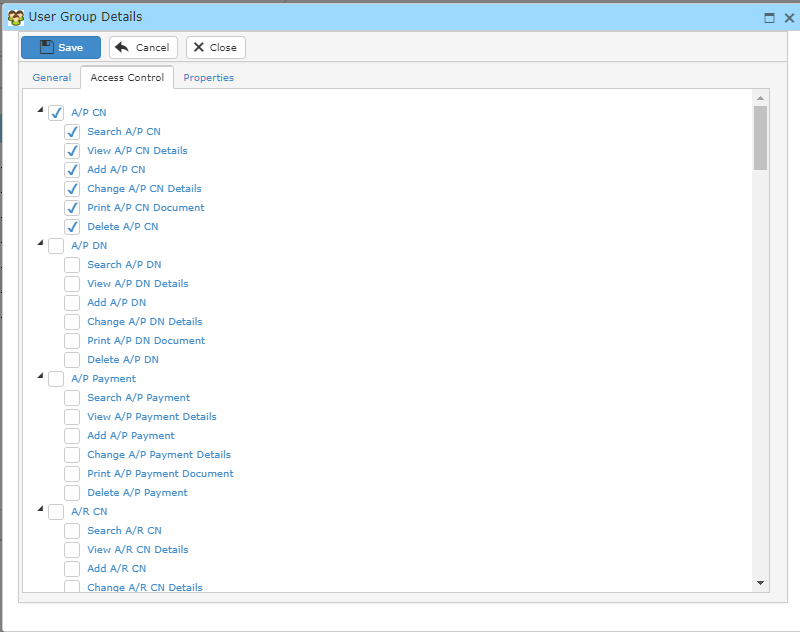 User Group Details
Save Cancel Close
General Access Control Properties
A/P CN
Search A/P CN
View A/P CN Details
Add A/P CN
Change A/P CN Details
Print A/P CN Document
Delete A/P CN
A/P DN
Search A/P DN
View A/P DN Details
Add A/P DN
Change A/P DN Details
Print A/P DN Document
Delete A/P DN
A/P Payment
Search A/P Payment
View A/P Payment Details
Add A/P Payment
Change A/P Payment Details
Print A/P Payment Document
Delete A/P Payment
A/R CN
Search A/R CN
View A/R CN Details
Add A/R CN
Change A/R CN Details